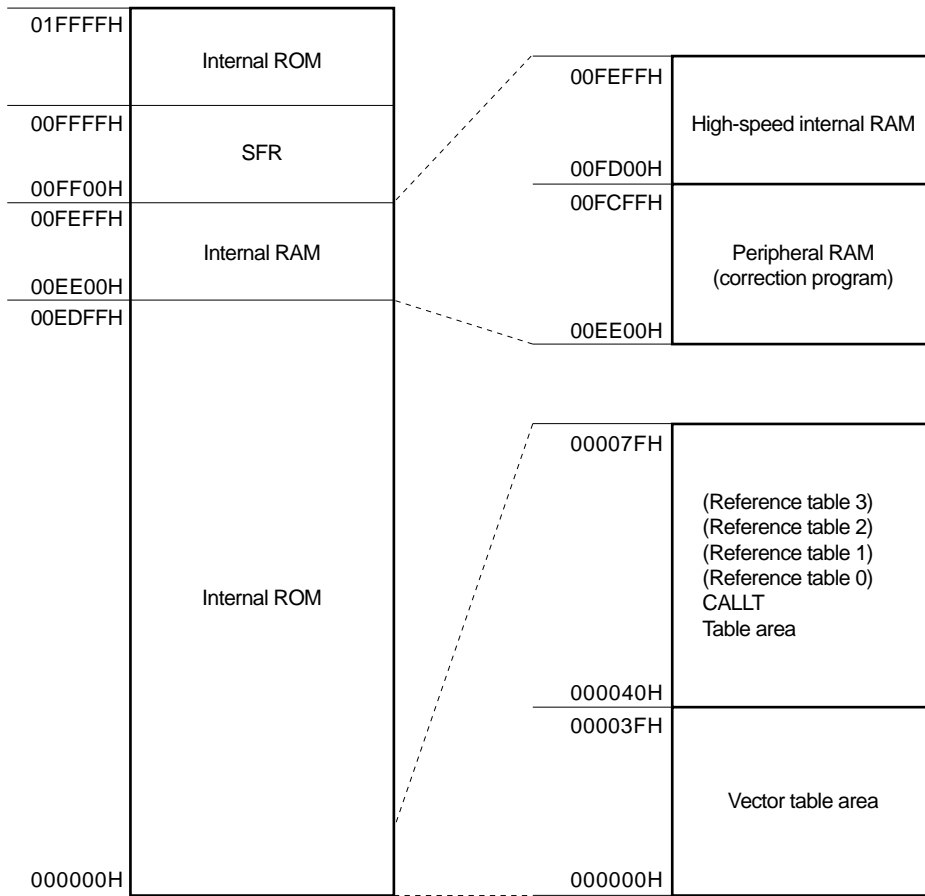 01FFFFH
Internal ROM
00FFFFH
SFR
00FF00H
00FEFFH
Internal RAM
00EE00H
00EDFFH
Internal ROM
000000H
00FEFFH
High-speed internal RAM
00FD00H
00FCFFH
Peripheral RAM
(correction program)
00EE00H
00007FH
(Reference table 3)
(Reference table 2)
(Reference table 1)
(Reference table 0)
CALLT
Table area
000040H
00003FH
Vector table area
000000H